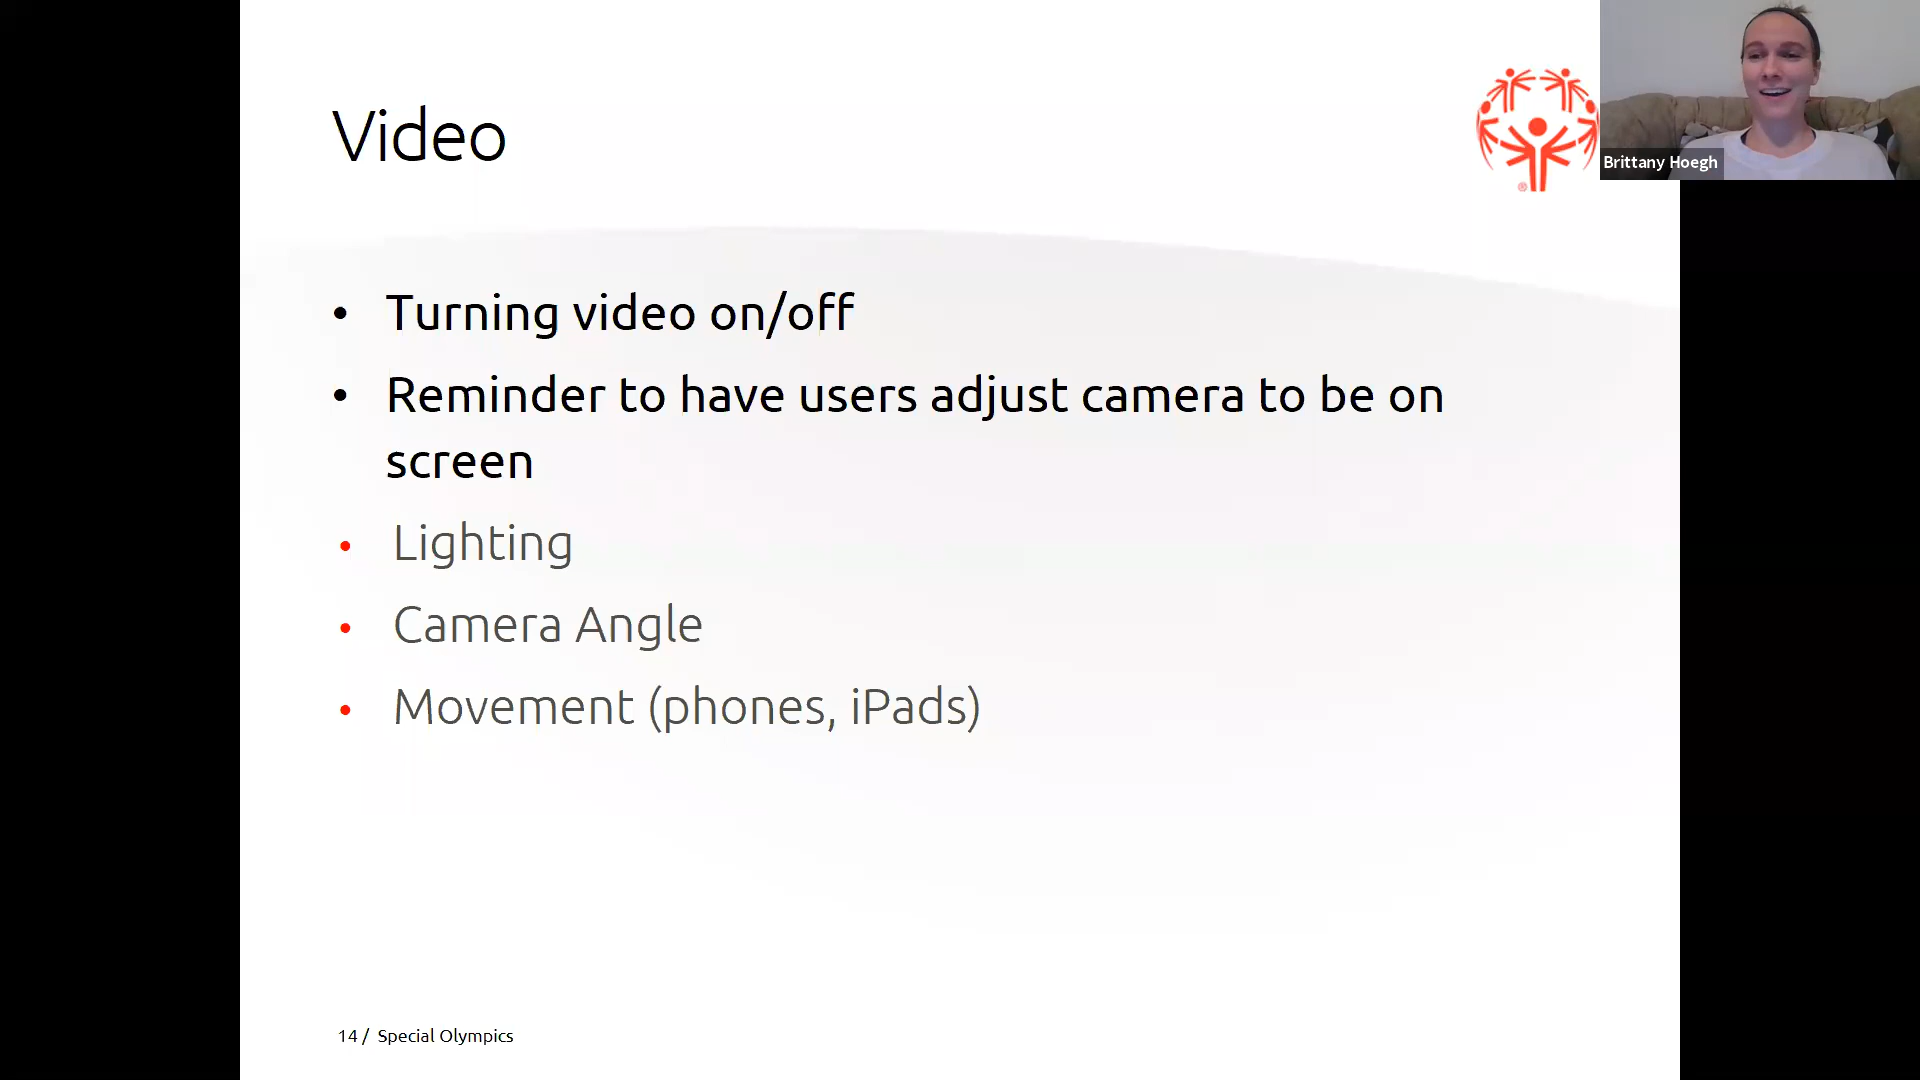 Video
Brittany Hoegh
• Turning video on/off
• Reminder to have users adjust camera to be on
screen
• Lighting
• Camera Angle
• Movement (phones, iPads)
®
14 / Special Olympics